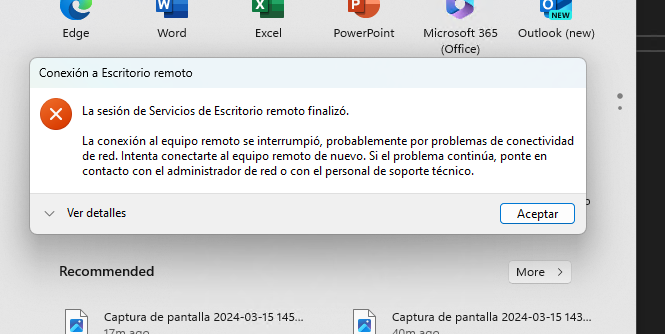 Edge
Word
Excel
PowerPoint
Microsoft 365
(Office)
NEW
Outlook (new)
Conexión a Escritorio remoto
La sesión de Servicios de Escritorio remoto finalizó.
La conexión al equipo remoto se interrumpió, probablemente por problemas de conectividad
de red. Intenta conectarte al equipo remoto de nuevo. Si el problema continúa, ponte en
contacto con el administrador de red o con el personal de soporte técnico.
Ver detalles
Aceptar
Recommended
More
Captura de pantalla 2024-03-15 145...
17m ago
Captura de pantalla 2024-03-15 143...
40m ago